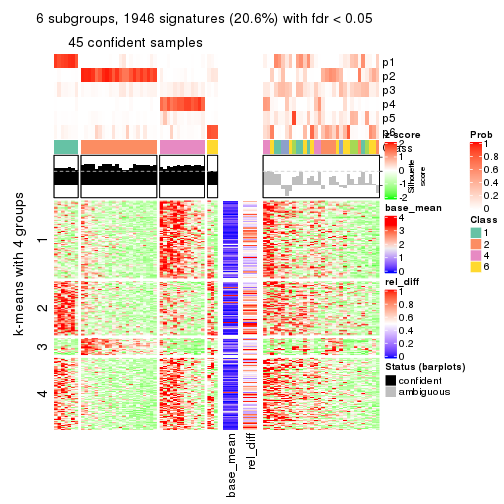 6 subgroups, 1946 signatures (20.6%) with fdr < 0.05
45 confident samples
p1
p2
p3
p4
p5
p6
Class
k-means with 4 groups
1
2
3
4
base_mean
rel_diff
Silhouette
score
z-score
2
1
0
-1
-2
base_mean
4
3
2
1
0
rel_diff
1
0.8
0.6
0.4
0.2
0
Status (barplots)
confident
ambiguous
Prob
1
0.8
0.6
0.4
0.2
0
Class
1
2
4
6